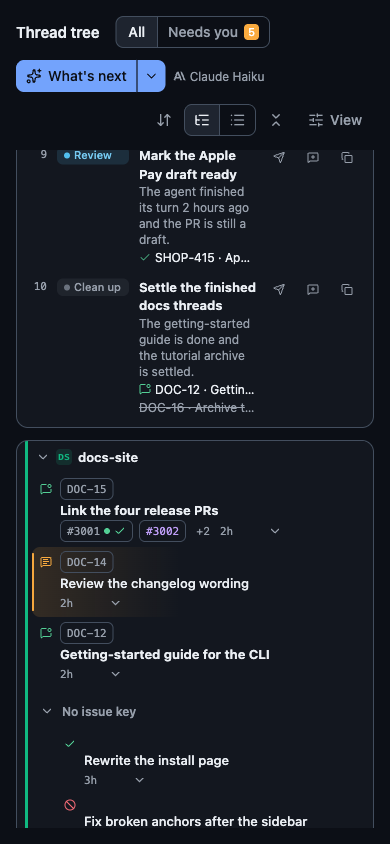 Thread tree
All
Needs you 5
What's next
Claude Haiku
View
9
Review
Mark the Apple
Pay draft ready
The agent finished
its turn 2 hours ago
and the PR is still a
draft.
SHOP-415 · Ap...
10
Clean up
Settle the finished
docs threads
The getting-started
guide is done and
the tutorial archive
is settled.
DOC-12 · Gettin...
DOC-16 · Archive t...
DS docs-site
DOC-15
Link the four release PRs
#3001 #3002 +2 2h
DOC-14
Review the changelog wording
2h
DOC-12
Getting-started guide for the CLI
2h
No issue key
Rewrite the install page
3h
Fix broken anchors after the sidebar